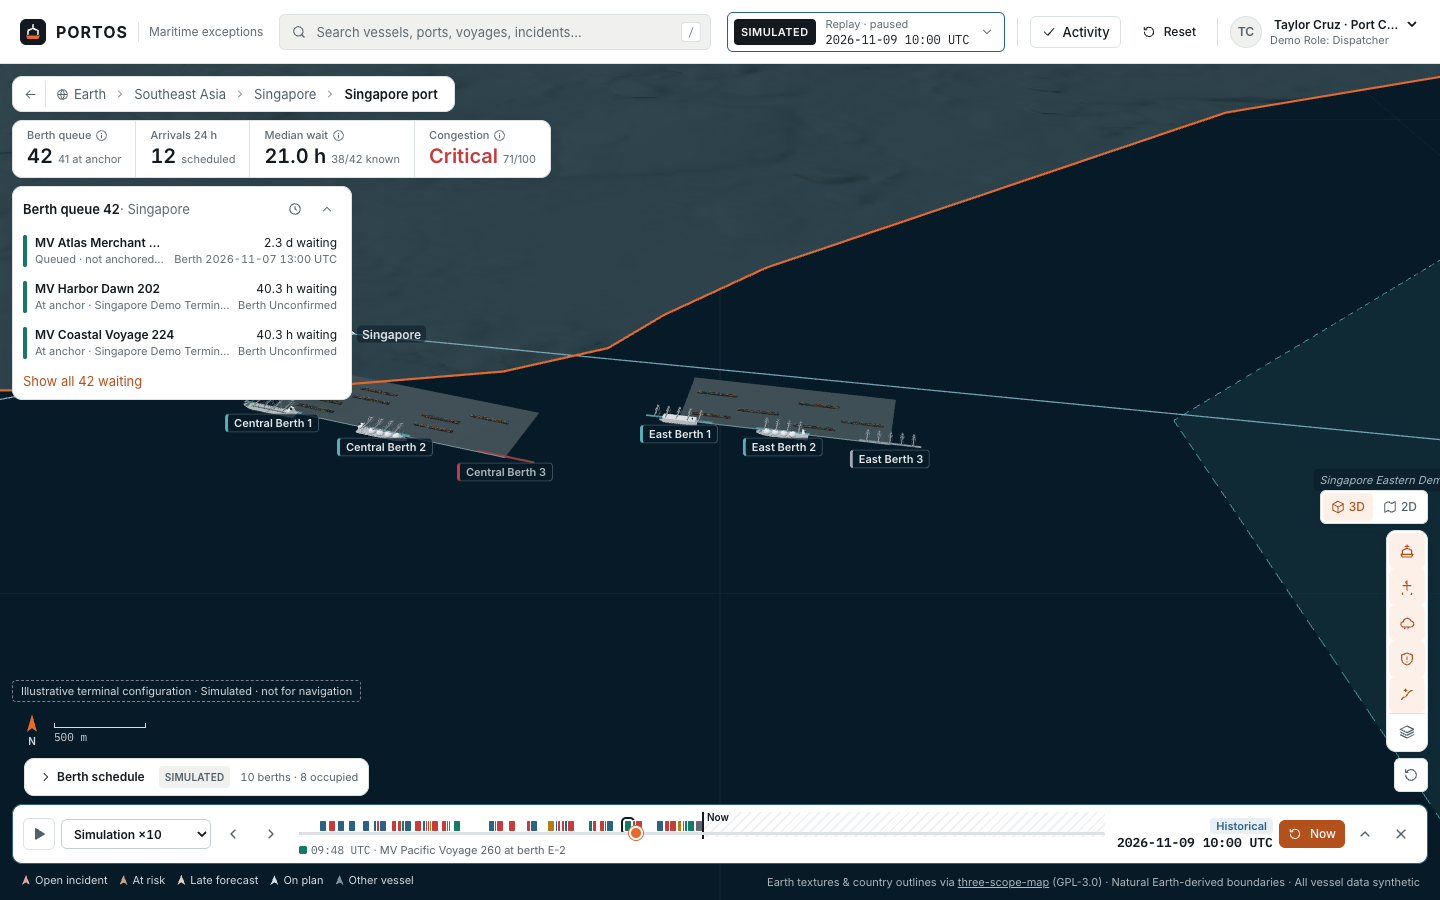 PORTOS
Maritime exceptions
Search vessels, ports, voyages, incidents...
/
SIMULATED
Replay · paused
2026-11-09 10:00 UTC
Activity
Reset
TC
Taylor Cruz · Port C...
Demo Role: Dispatcher
Earth
Southeast Asia
Singapore
Singapore port
Berth queue
42 41 at anchor
Arrivals 24 h
12 scheduled
Median wait
21.0 h 38/42 known
Congestion
Critical 71/100
Berth queue 42 · Singapore
MV Atlas Merchant ...
2.3 d waiting
Queued · not anchored...
Berth 2026-11-07 13:00 UTC
MV Harbor Dawn 202
40.3 h waiting
At anchor · Singapore Demo Termin...
Berth Unconfirmed
MV Coastal Voyage 224
40.3 h waiting
At anchor · Singapore Demo Termin...
Berth Unconfirmed
Show all 42 waiting
Singapore
Central Berth 1
Central Berth 2
Central Berth 3
East Berth 1
East Berth 2
East Berth 3
Singapore Eastern Dem
3D
2D
Illustrative terminal configuration · Simulated · not for navigation
N
500 m
Berth schedule
SIMULATED
10 berths · 8 occupied
Simulation ×10
Now
09:48 UTC · MV Pacific Voyage 260 at berth E-2
Historical
2026-11-09 10:00 UTC
Now
Open incident
At risk
Late forecast
On plan
Other vessel
Earth textures & country outlines via three-scope-map (GPL-3.0) · Natural Earth-derived boundaries · All vessel data synthetic